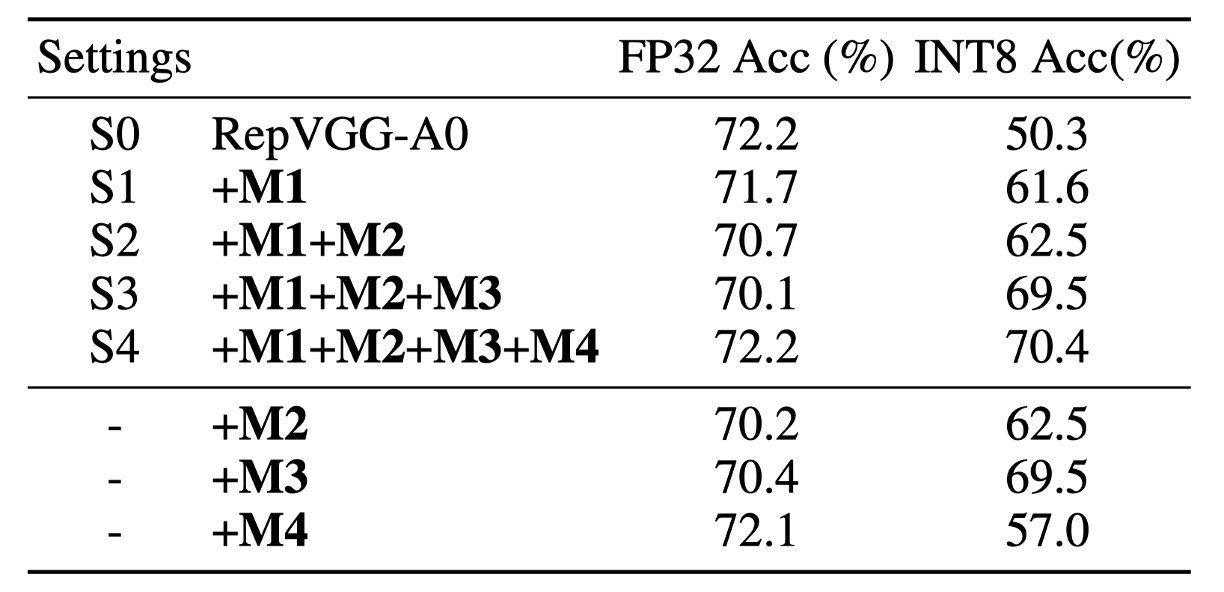 Settings FP32 Acc (%) INT8 Acc(%)
S0 RepVGG-A0 72.2 50.3
S1 +M1 71.7 61.6
S2 +M1+M2 70.7 62.5
S3 +M1+M2+M3 70.1 69.5
S4 +M1+M2+M3+M4 72.2 70.4
- +M2 70.2 62.5
- +M3 70.4 69.5
- +M4 72.1 57.0